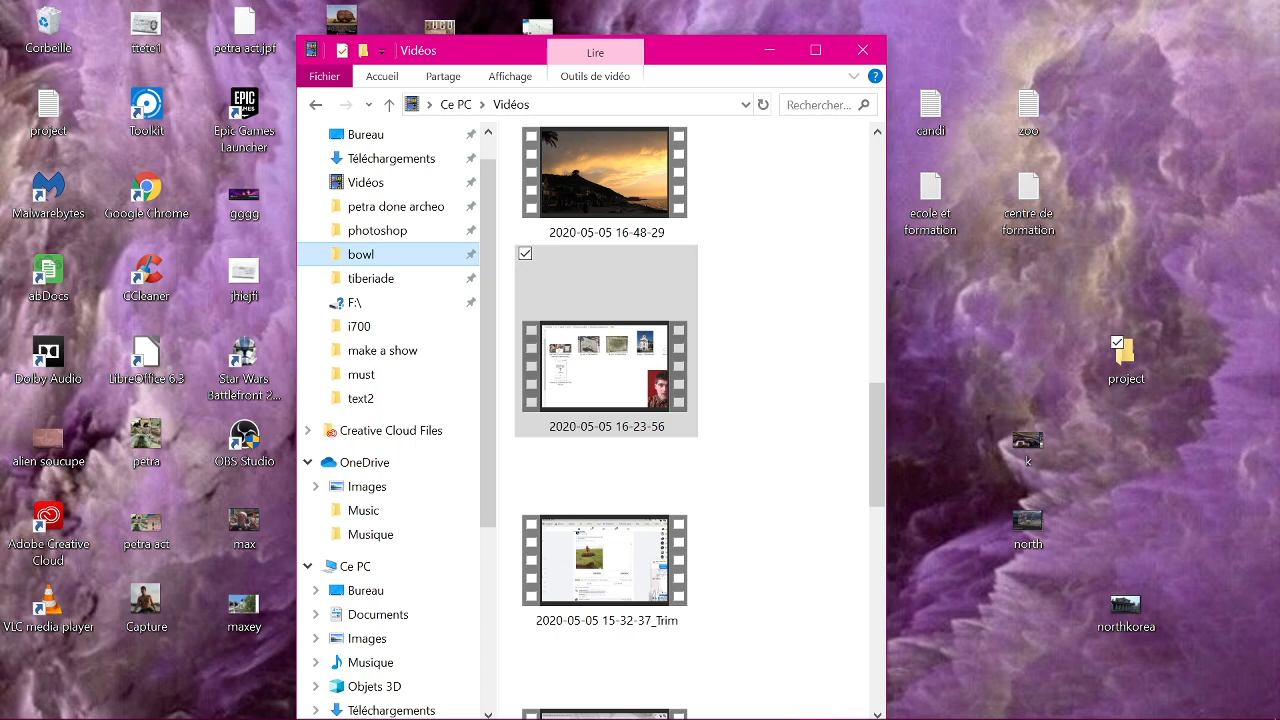 Corbeille
ttete1
petra act.jpf
project
Toolkit
Epic Games
Launcher
Malwarebytes
Google Chrome
gggg
abDocs
CCleaner
jhiejfi
Dolby Audio
LibreOffice 6.3
Star Wars
Battlefront 2...
alien soucupe
petra
OBS Studio
Adobe Creative
Cloud
petra act
max
VLC media player
Capture
maxey
Vidéos
Lire
Fichier
Accueil
Partage
Affichage
Outils de vidéo
Ce PC
Vidéos
Rechercher...
Bureau
Téléchargements
Vidéos
petra done archeo
photoshop
bowl
tiberiade
F:\
i700
make a show
must
text2
Creative Cloud Files
OneDrive
Images
Music
Musique
Ce PC
Bureau
Documents
Images
Musique
Objets 3D
Téléchargements
2020-05-05 16-48-29
2020-05-05 16-23-56
2020-05-05 15-32-37_Trim
candi
zoo
ecole et
formation
centre de
formation
project
k
north
northkorea